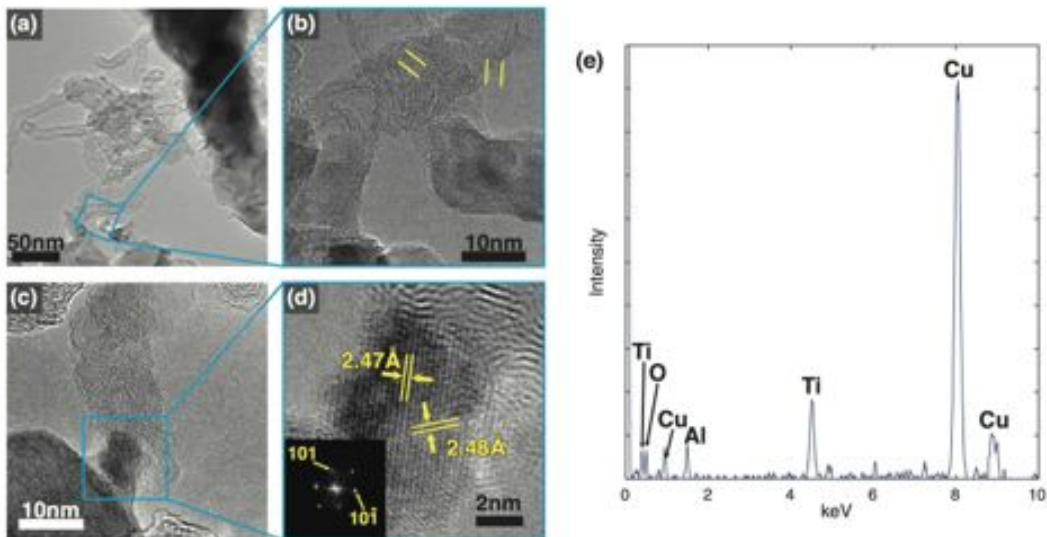 (a)
50nm
(b)
10nm
(c)
10nm
(d)
2.47Å
2.48Å
101
101̄
2nm
(e)
Intensity
Ti
O
Cu
Al
Ti
Cu
Cu
0 2 4 6 8 10
keV